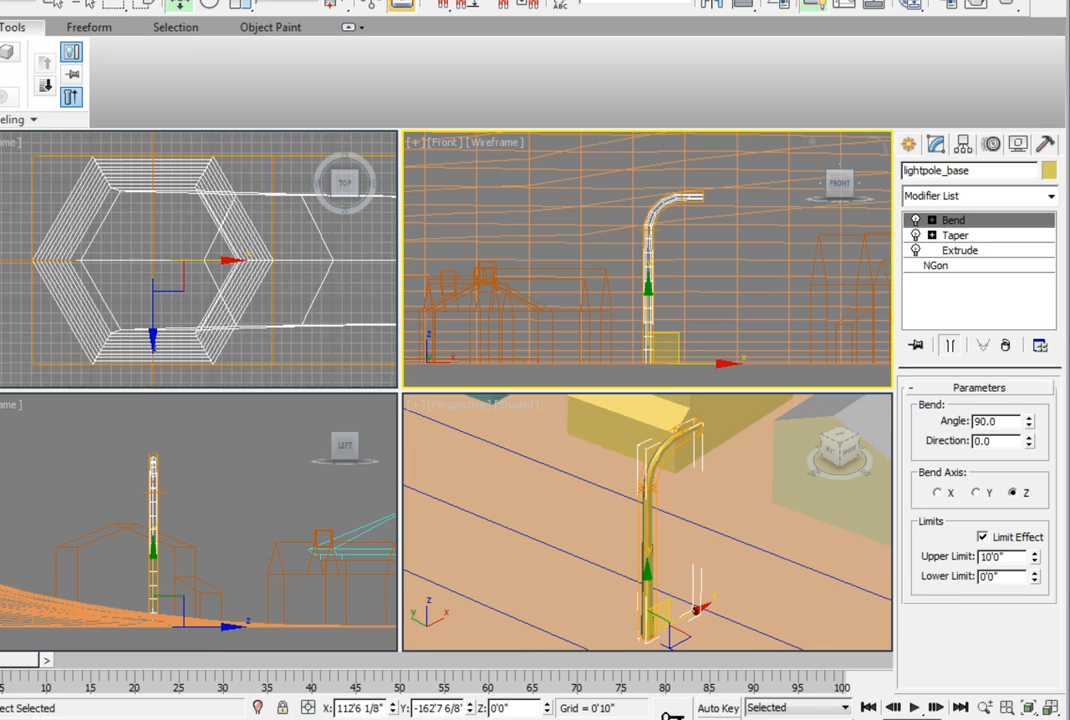 Tools Freeform Selection Object Paint
eling
ame ]
TOP
[+] [Front] [Wireframe]
FRONT
z
x
x
lightpole_base
Modifier List
Bend
Taper
Extrude
NGon
ame ]
LEFT
z
[+] [Perspective] [Shaded]
z
y
x
- Parameters
Bend:
Angle: 90.0
Direction: 0.0
Bend Axis:
X Y Z
Limits
Limit Effect
Upper Limit: 10'0"
Lower Limit: 0'0"
>
5 10 15 20 25 30 35 40 45 50 55 60 65 70 75 80 85 90 95 100
ect Selected X: 112'6 1/8" Y: -162'7 6/8' Z: 0'0" Grid = 0'10" Auto Key Selected